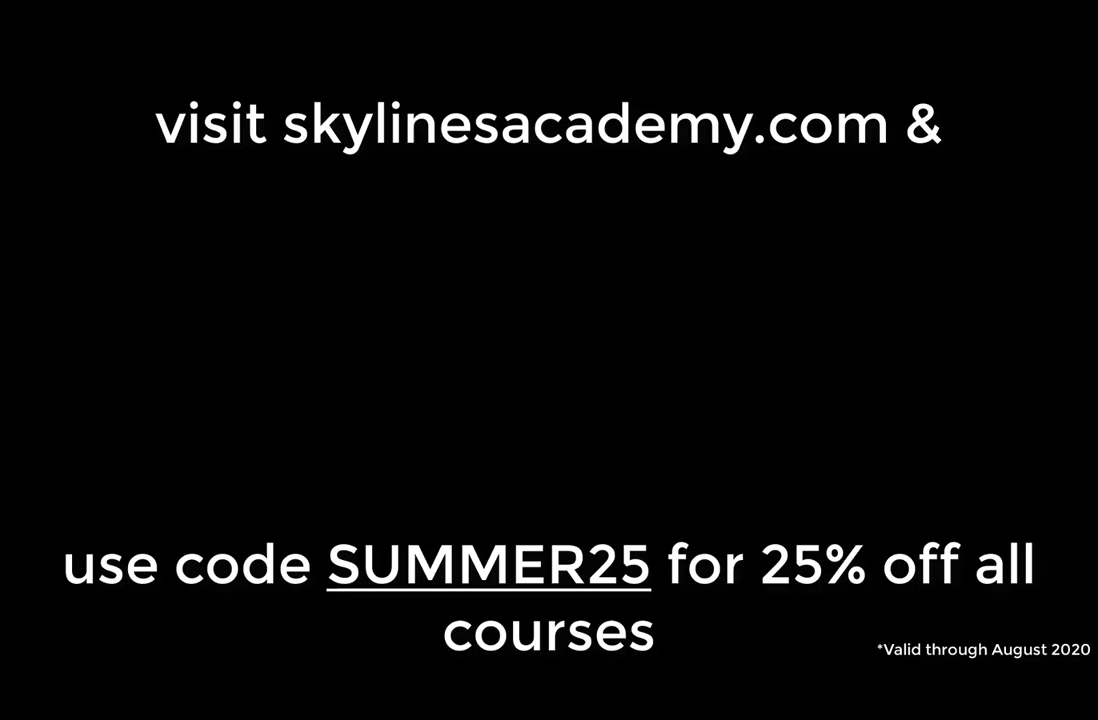 visit skylinesacademy.com &
use code SUMMER25 for 25% off all
courses
*Valid through August 2020